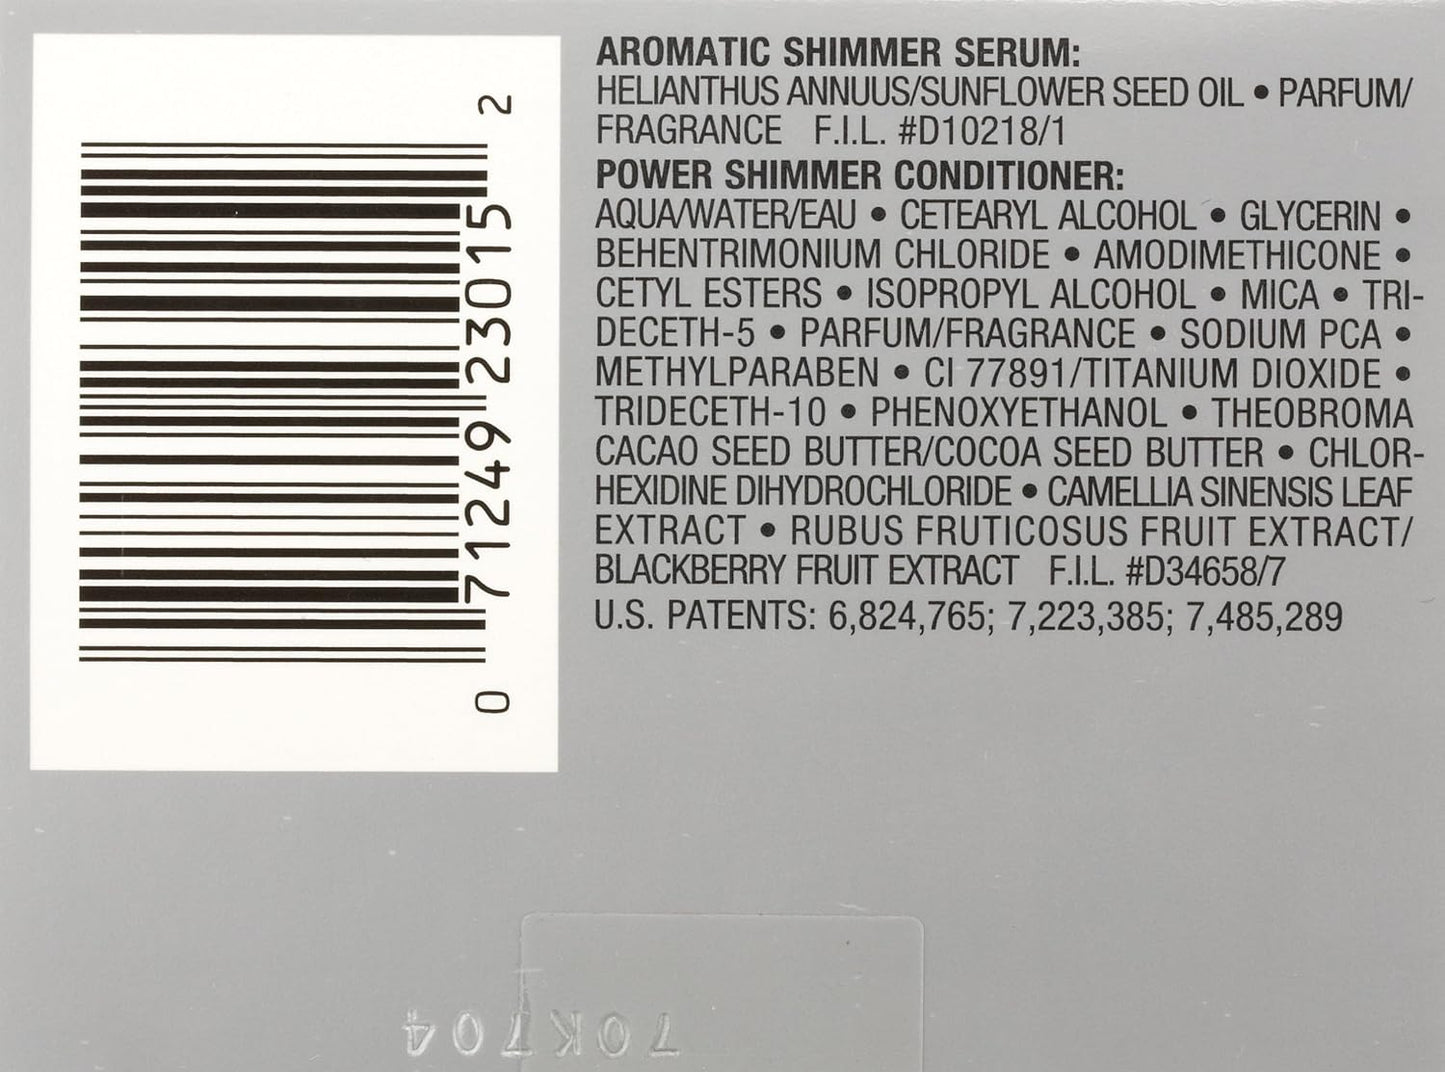 AROMATIC SHIMMER SERUM:
HELIANTHUS ANNUUS/SUNFLOWER SEED OIL • PARFUM/
FRAGRANCE F.I.L. #D10218/1
POWER SHIMMER CONDITIONER:
AQUA/WATER/EAU • CETEARYL ALCOHOL • GLYCERIN •
BEHENTRIMONIUM CHLORIDE • AMODIMETHICONE •
CETYL ESTERS • ISOPROPYL ALCOHOL • MICA • TRI-
DECETH-5 • PARFUM/FRAGRANCE • SODIUM PCA •
METHYLPARABEN • CI 77891/TITANIUM DIOXIDE •
TRIDECETH-10 • PHENOXYETHANOL • THEOBROMA
CACAO SEED BUTTER/COCOA SEED BUTTER • CHLOR-
HEXIDINE DIHYDROCHLORIDE • CAMELLIA SINENSIS LEAF
EXTRACT • RUBUS FRUTICOSUS FRUIT EXTRACT/
BLACKBERRY FRUIT EXTRACT F.I.L. #D34658/7
U.S. PATENTS: 6,824,765; 7,223,385; 7,485,289
0 71249 23015 2